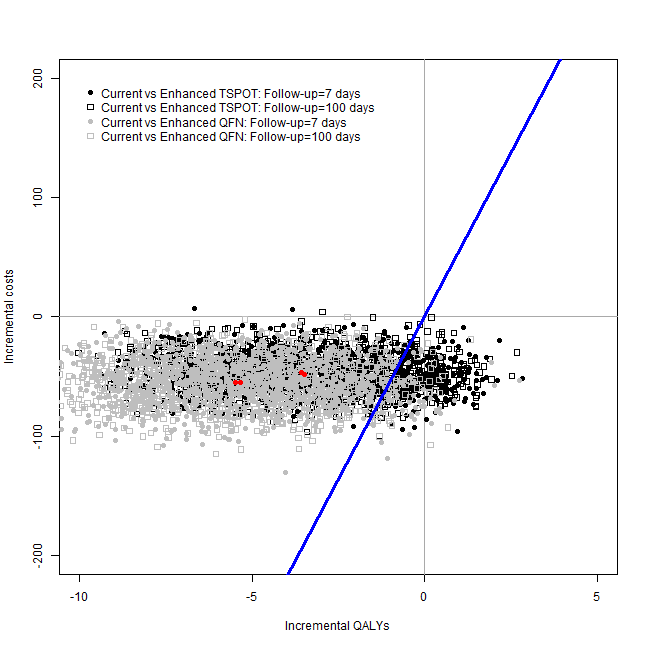 Current vs Enhanced TSPOT: Follow-up=7 days
Current vs Enhanced TSPOT: Follow-up=100 days
Current vs Enhanced QFN: Follow-up=7 days
Current vs Enhanced QFN: Follow-up=100 days
Incremental costs
200
100
0
-100
-200
-10 -5 0 5
Incremental QALYs